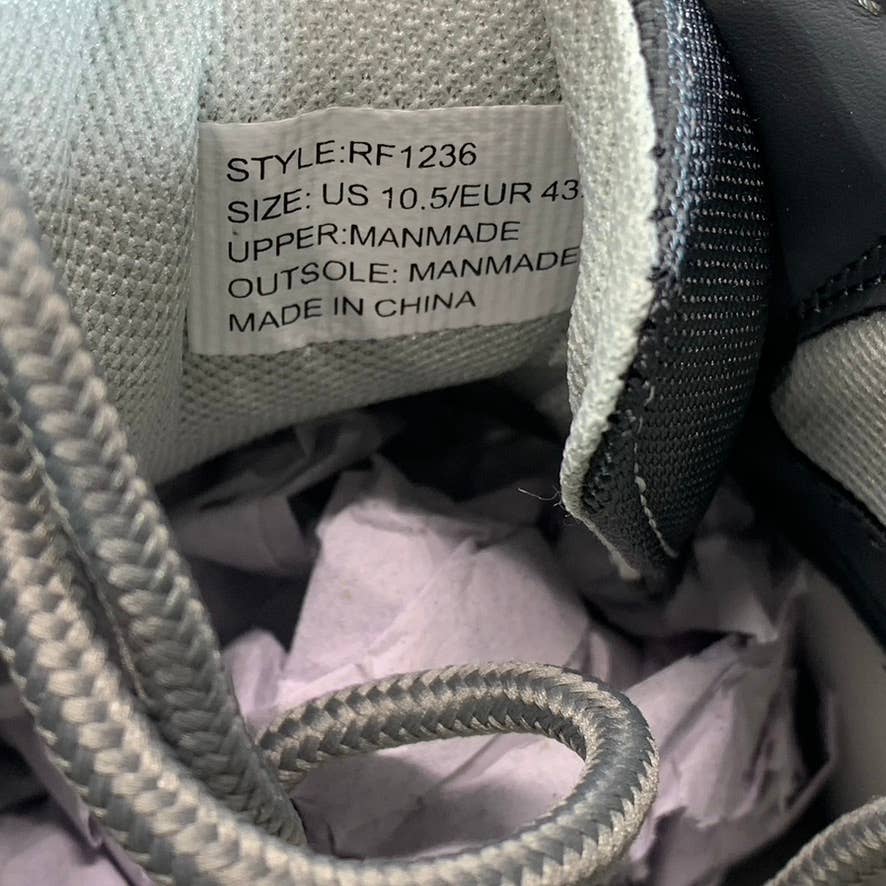 STYLE:RF1236
SIZE: US 10.5/EUR 43
UPPER:MANMADE
OUTSOLE: MANMADE
MADE IN CHINA